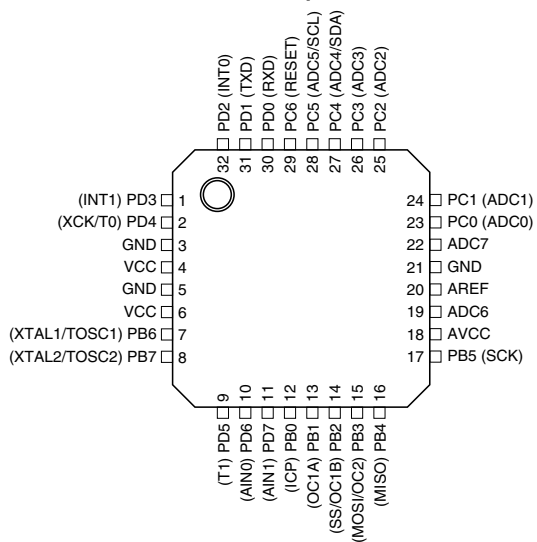 PD2 (INT0)
PD1 (TXD)
PD0 (RXD)
PC6 (RESET)
PC5 (ADC5/SCL)
PC4 (ADC4/SDA)
PC3 (ADC3)
PC2 (ADC2)
32
31
30
29
28
27
26
25
(INT1) PD3 1
(XCK/T0) PD4 2
GND 3
VCC 4
GND 5
VCC 6
(XTAL1/TOSC1) PB6 7
(XTAL2/TOSC2) PB7 8
24 PC1 (ADC1)
23 PC0 (ADC0)
22 ADC7
21 GND
20 AREF
19 ADC6
18 AVCC
17 PB5 (SCK)
9
10
11
12
13
14
15
16
(T1) PD5
(AIN0) PD6
(AIN1) PD7
(ICP) PB0
(OC1A) PB1
(SS/OC1B) PB2
(MOSI/OC2) PB3
(MISO) PB4